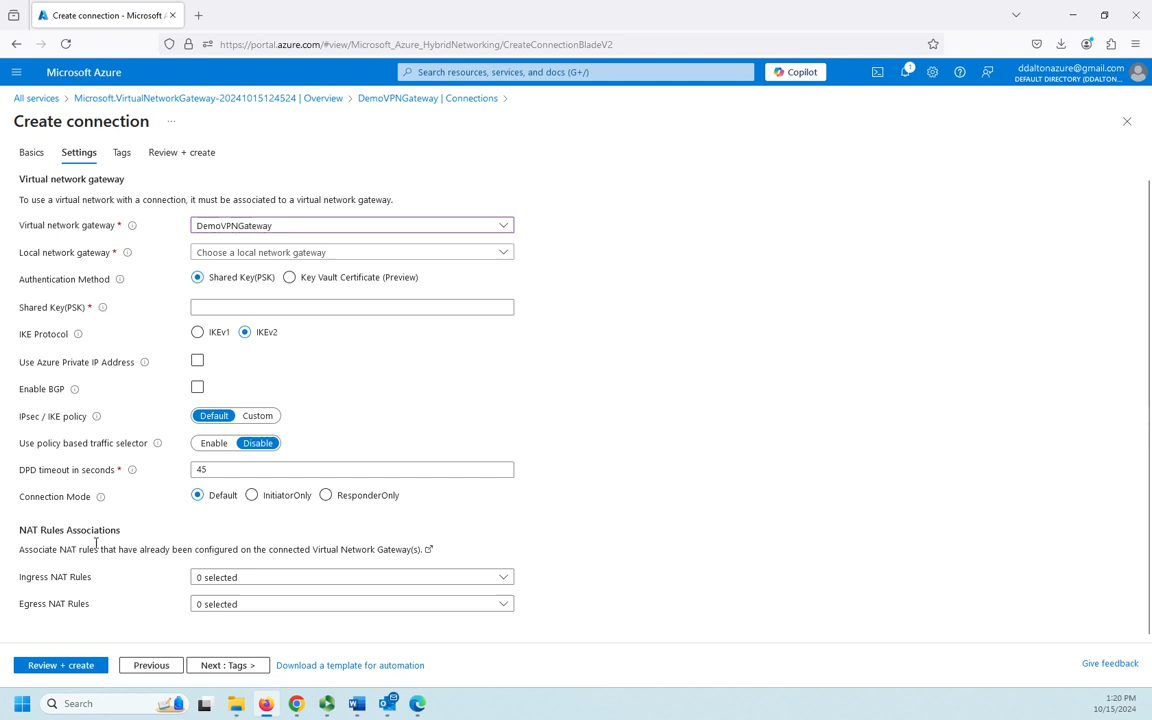 Create connection - Microsoft A
https://portal.azure.com/#view/Microsoft_Azure_HybridNetworking/CreateConnectionBladeV2
Microsoft Azure
Search resources, services, and docs (G+/)
Copilot
1
ddaltonazure@gmail.com
DEFAULT DIRECTORY (DDALTON...
All services > Microsoft.VirtualNetworkGateway-20241015124524 | Overview > DemoVPNGateway | Connections >
Create connection ...
Basics Settings Tags Review + create
Virtual network gateway
To use a virtual network with a connection, it must be associated to a virtual network gateway.
Virtual network gateway * DemoVPNGateway
Local network gateway * Choose a local network gateway
Authentication Method Shared Key(PSK) Key Vault Certificate (Preview)
Shared Key(PSK) *
IKE Protocol IKEv1 IKEv2
Use Azure Private IP Address
Enable BGP
IPsec / IKE policy Default Custom
Use policy based traffic selector Enable Disable
DPD timeout in seconds * 45
Connection Mode Default InitiatorOnly ResponderOnly
NAT Rules Associations
Associate NAT rules that have already been configured on the connected Virtual Network Gateway(s).
Ingress NAT Rules 0 selected
Egress NAT Rules 0 selected
Review + create Previous Next : Tags > Download a template for automation Give feedback
Search
1:20 PM
10/15/2024